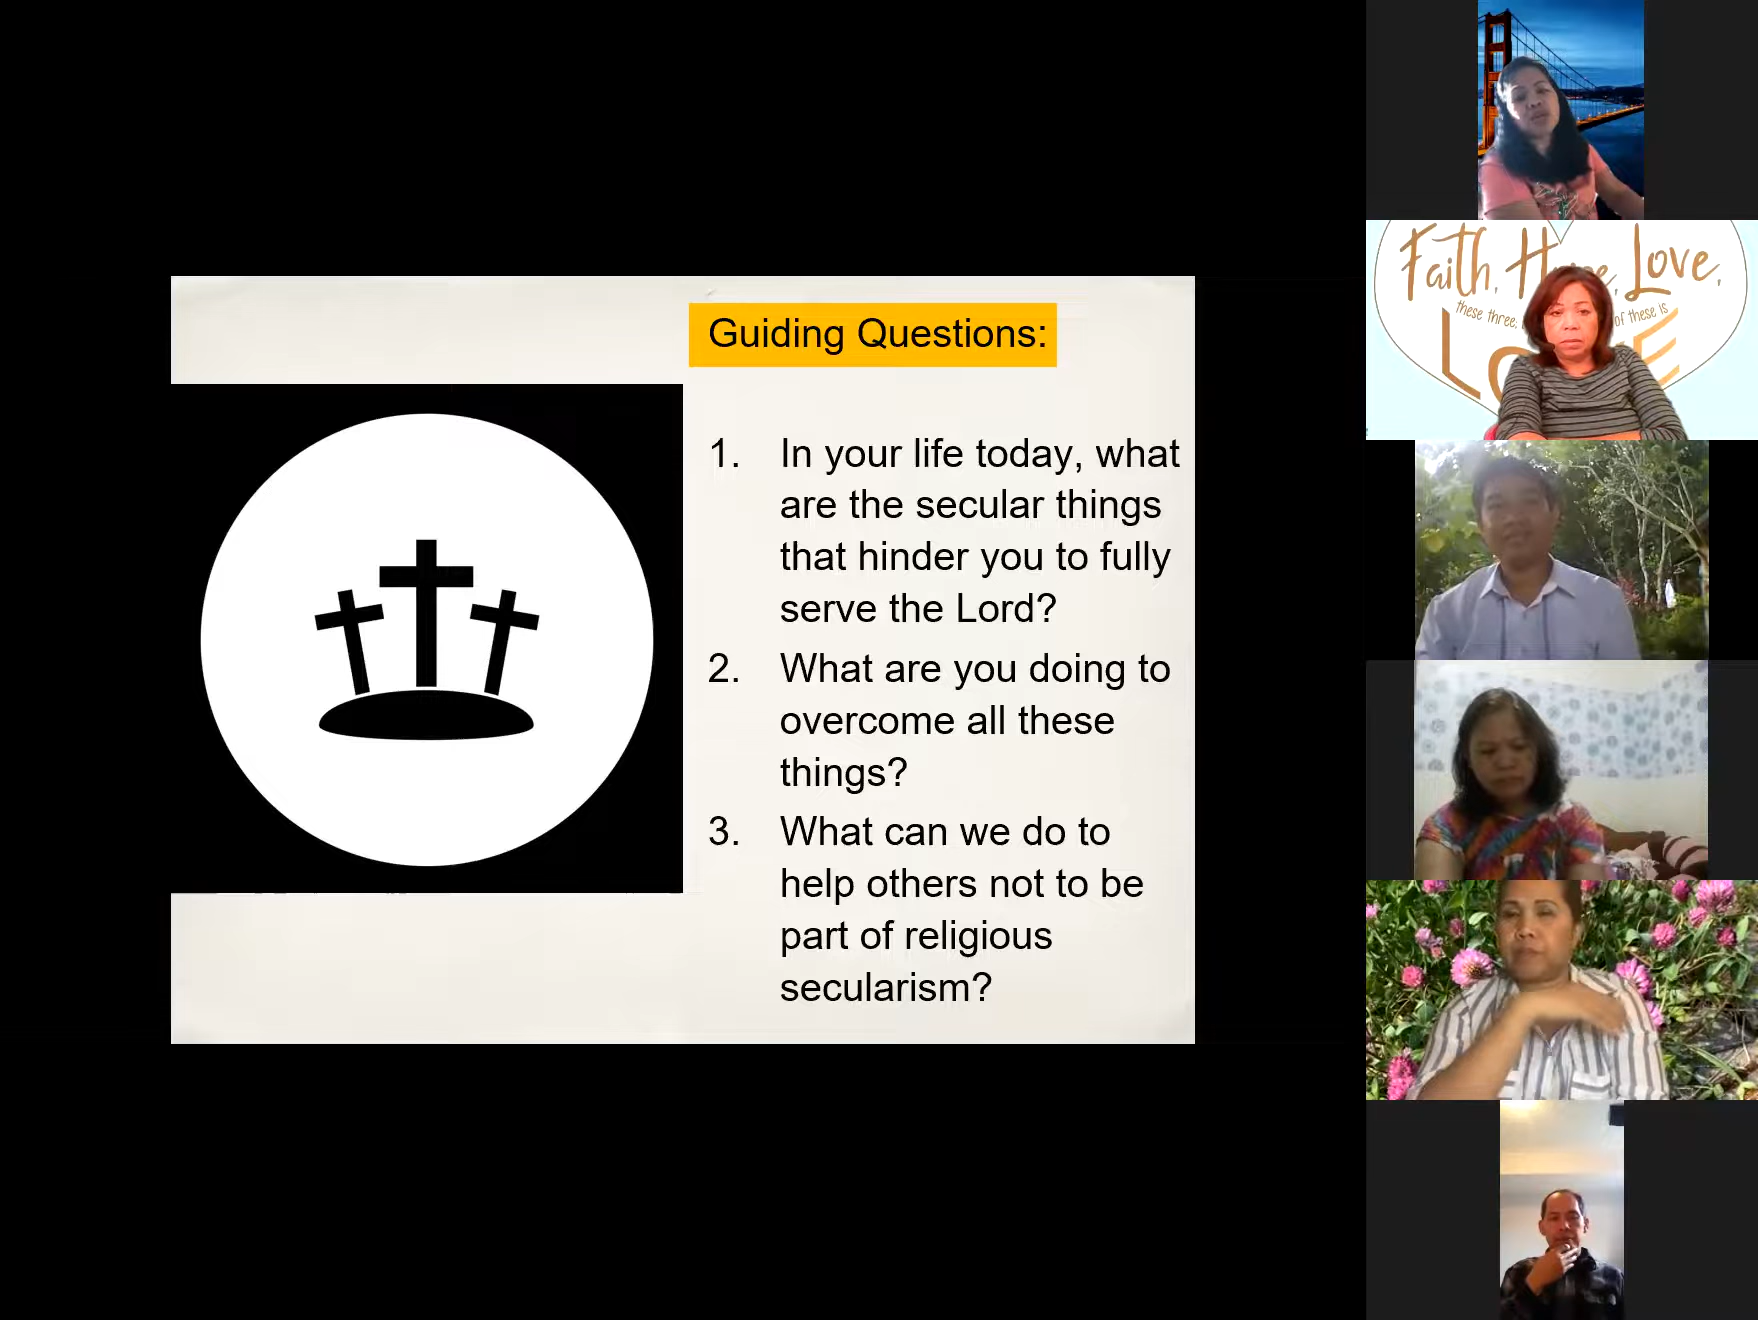 Guiding Questions:
1. In your life today, what
are the secular things
that hinder you to fully
serve the Lord?
2. What are you doing to
overcome all these
things?
3. What can we do to
help others not to be
part of religious
secularism?
Faith, Love,
these three; of these is